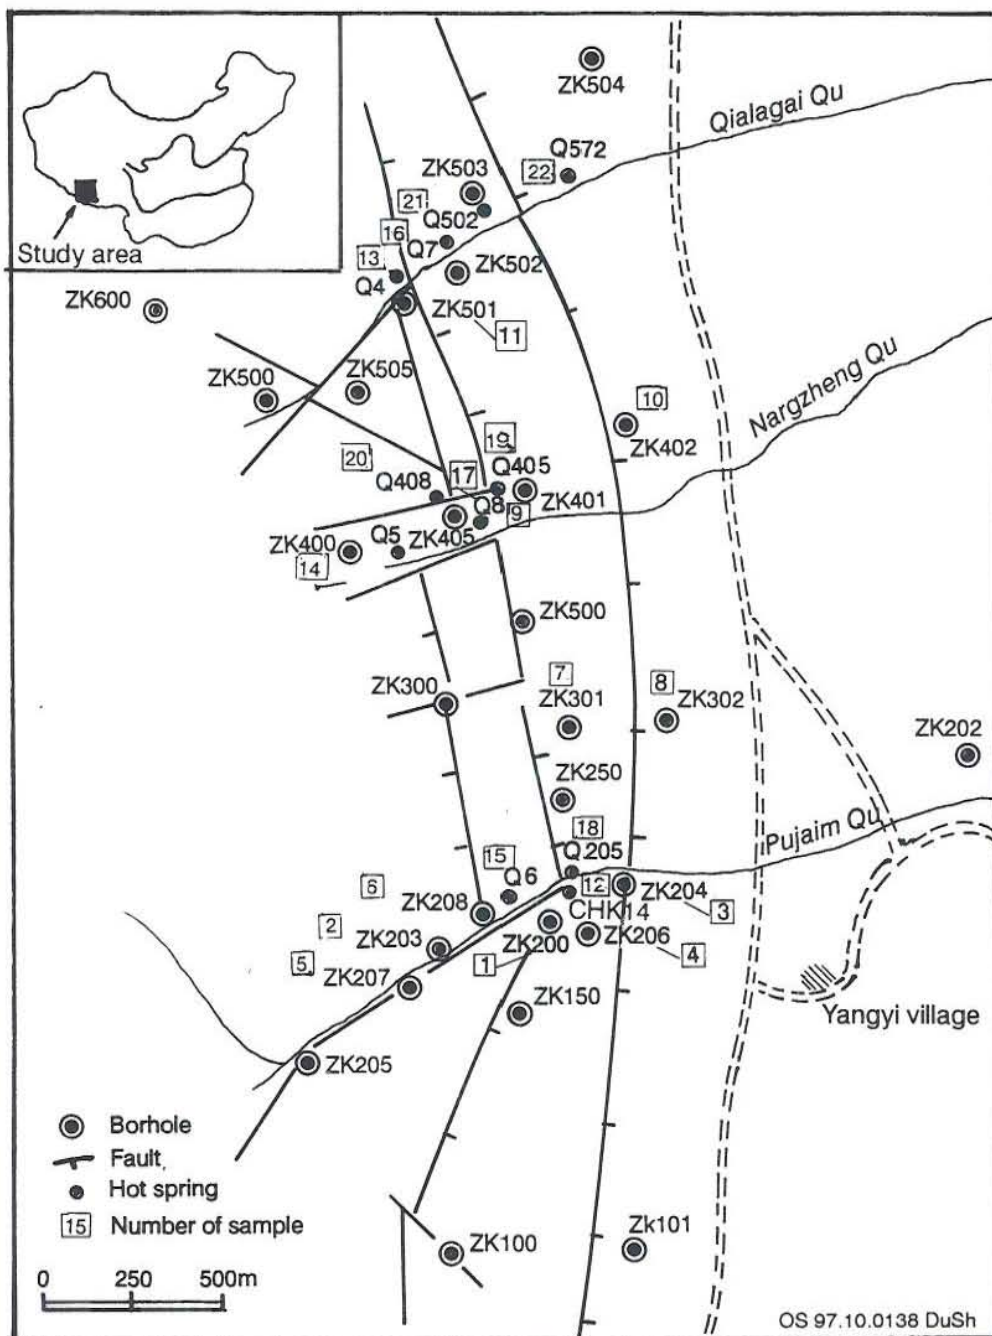 ZK504
Qialagai Qu
Q572
22
ZK503
21
Q502
16
Q7
Study area
13
Q4
ZK502
ZK600
ZK501
11
ZK500
ZK505
Nargzheng Qu
10
ZK402
19
20
Q405
Q408
17
ZK401
Q8
9
ZK400
Q5
ZK405
14
ZK500
7
8
ZK300
ZK301
ZK302
ZK202
ZK250
18
Pujaim Qu
15
Q205
6
Q6
12
ZK204
ZK208
CHK14
3
2
ZK203
ZK200
ZK206
4
5
1
ZK207
ZK150
Yangyi village
ZK205
Borhole
Fault
Hot spring
15
Number of sample
ZK100
Zk101
0 250 500m
OS 97.10.0138 DuSh